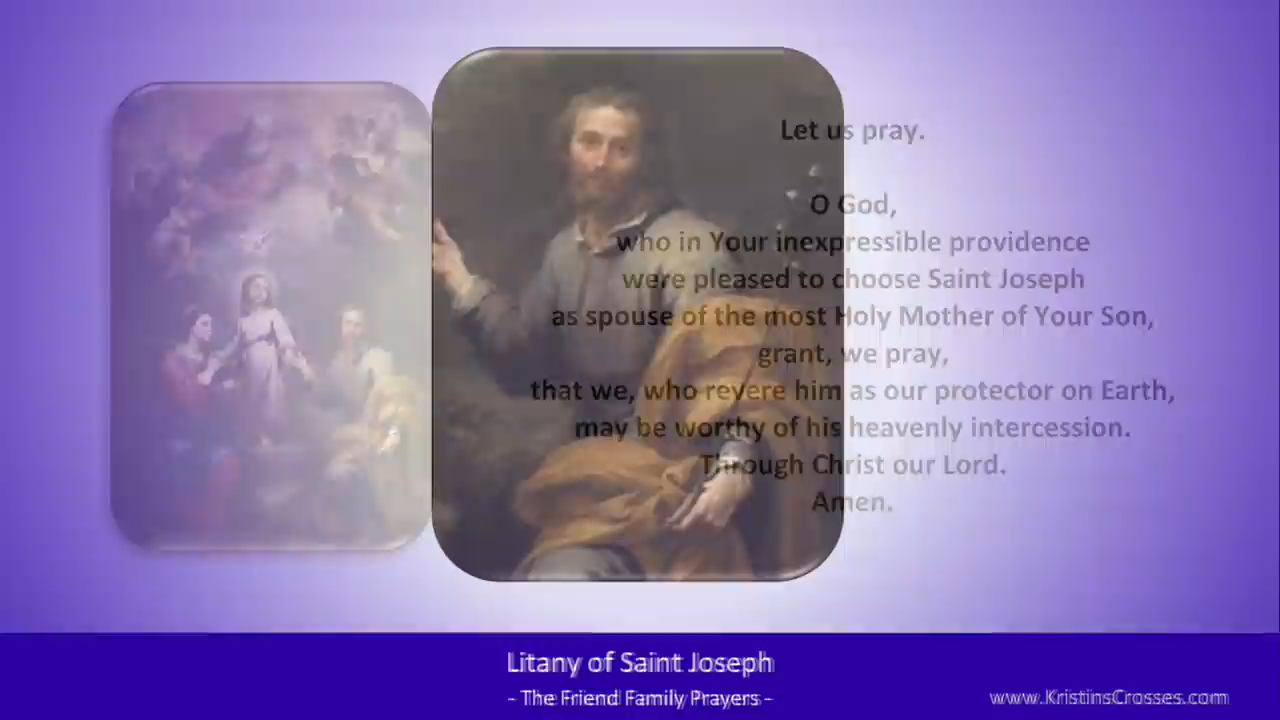 Let us pray.
O God,
who in Your inexpressible providence
were pleased to choose Saint Joseph
as spouse of the most Holy Mother of Your Son,
grant, we pray,
that we, who revere him as our protector on Earth,
may be worthy of his heavenly intercession.
Through Christ our Lord.
Amen.
Litany of Saint Joseph
- The Friend Family Prayers -
www.KristinsCrosses.com